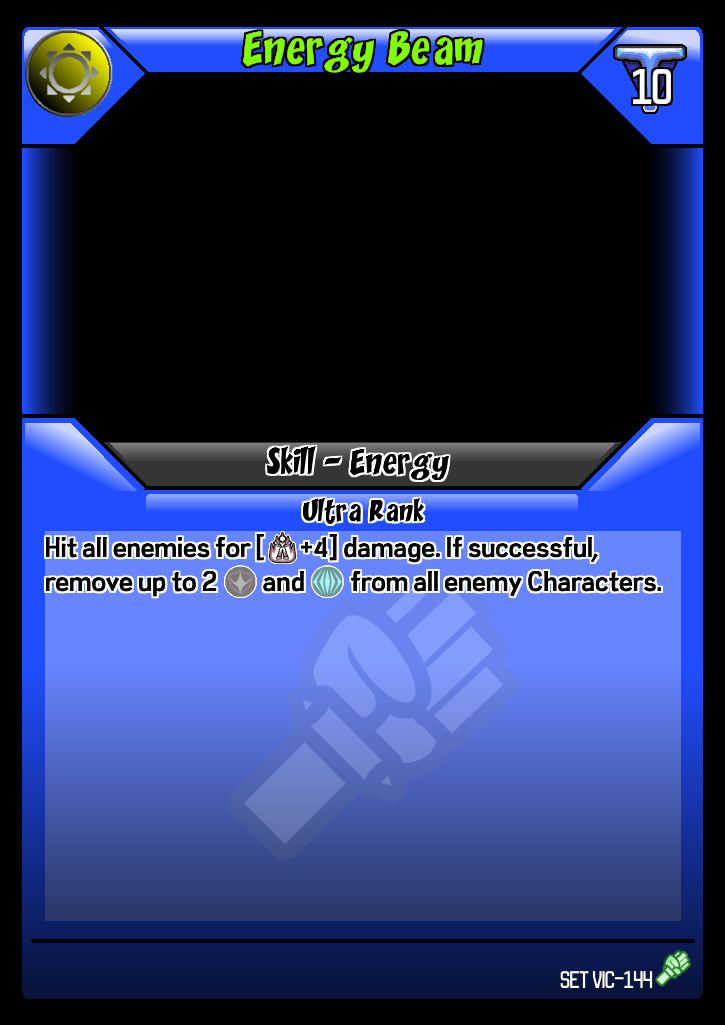 Energy Beam
10
Skill - Energy
Ultra Rank
Hit all enemies for [ +4] damage. If successful,
remove up to 2 and from all enemy Characters.
SET VIC-144